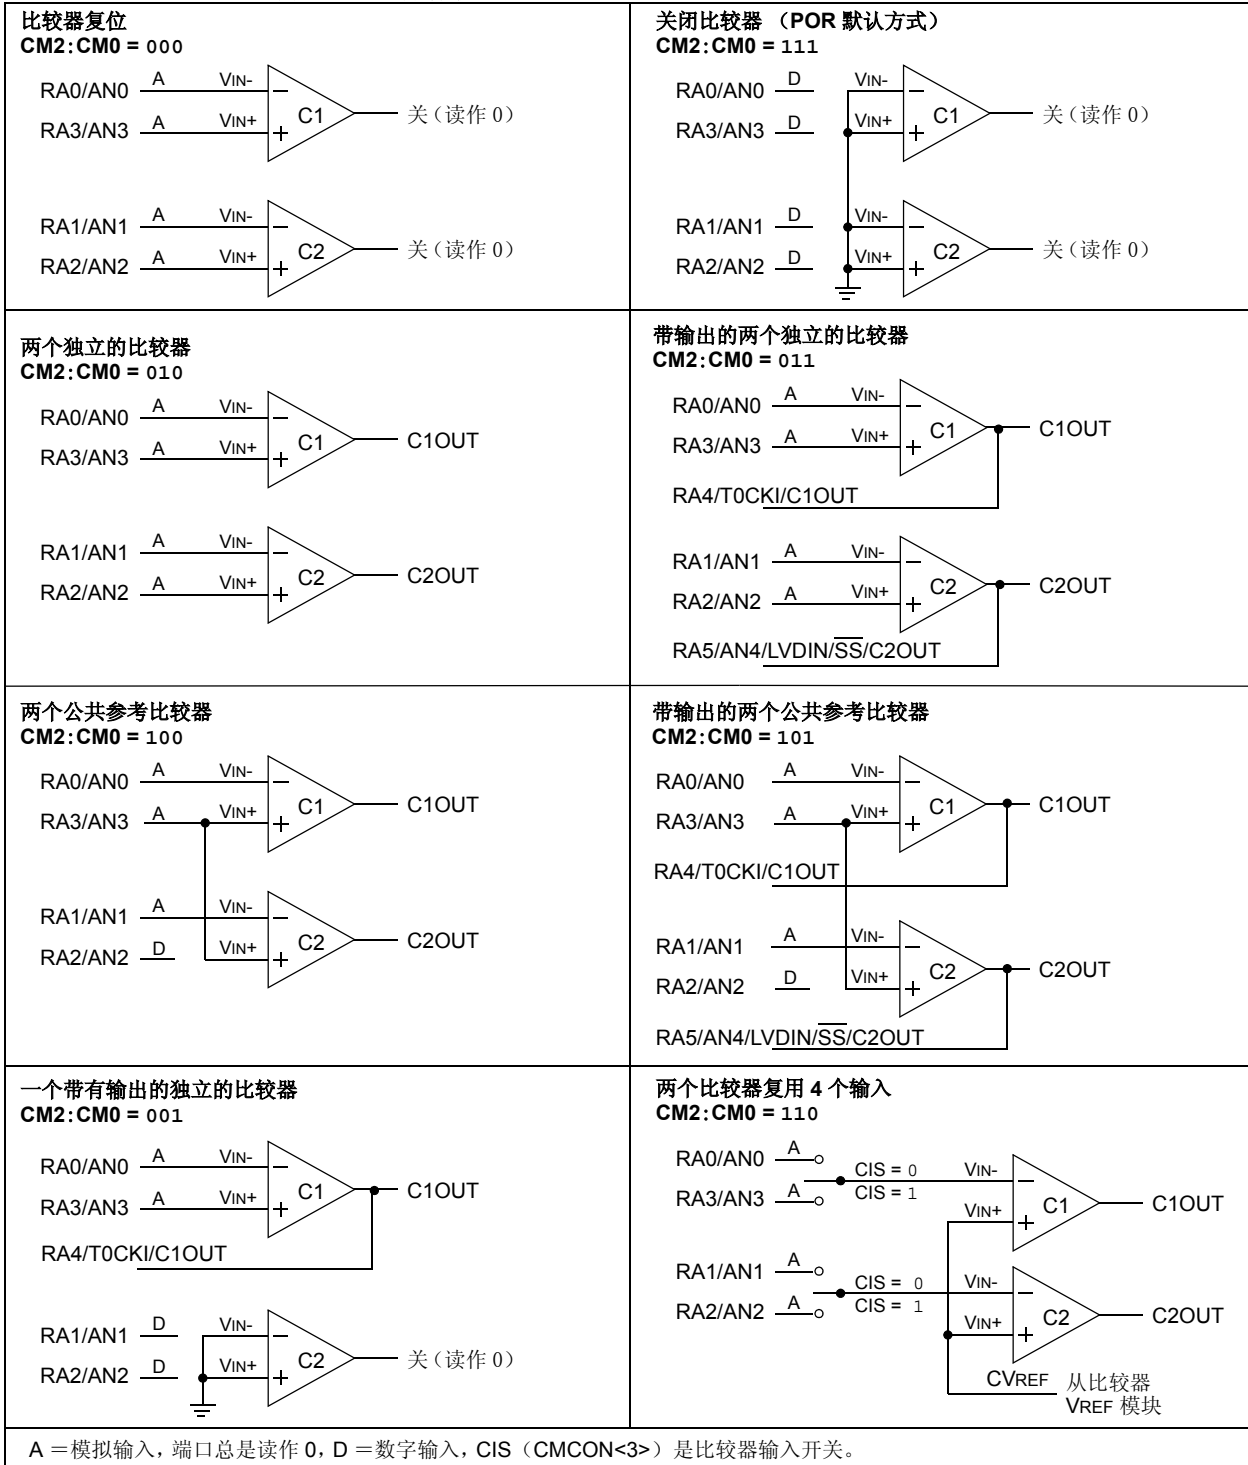 比较器复位
CM2:CM0 = 000
RA0/AN0 A VIN-
RA3/AN3 A VIN+
C1
关（读作 0）
RA1/AN1 A VIN-
RA2/AN2 A VIN+
C2
关（读作 0）
关闭比较器 （POR 默认方式）
CM2:CM0 = 111
RA0/AN0 D VIN-
RA3/AN3 D VIN+
C1
关（读作 0）
RA1/AN1 D VIN-
RA2/AN2 D VIN+
C2
关（读作 0）
两个独立的比较器
CM2:CM0 = 010
RA0/AN0 A VIN-
RA3/AN3 A VIN+
C1
C1OUT
RA1/AN1 A VIN-
RA2/AN2 A VIN+
C2
C2OUT
带输出的两个独立的比较器
CM2:CM0 = 011
RA0/AN0 A VIN-
RA3/AN3 A VIN+
C1
C1OUT
RA4/T0CKI/C1OUT
RA1/AN1 A VIN-
RA2/AN2 A VIN+
C2
C2OUT
RA5/AN4/LVDIN/SS/C2OUT
两个公共参考比较器
CM2:CM0 = 100
RA0/AN0 A VIN-
RA3/AN3 A VIN+
C1
C1OUT
RA1/AN1 A VIN-
RA2/AN2 D VIN+
C2
C2OUT
带输出的两个公共参考比较器
CM2:CM0 = 101
RA0/AN0 A VIN-
RA3/AN3 A VIN+
C1
C1OUT
RA4/T0CKI/C1OUT
RA1/AN1 A VIN-
RA2/AN2 D VIN+
C2
C2OUT
RA5/AN4/LVDIN/SS/C2OUT
一个带有输出的独立的比较器
CM2:CM0 = 001
RA0/AN0 A VIN-
RA3/AN3 A VIN+
C1
C1OUT
RA4/T0CKI/C1OUT
RA1/AN1 D VIN-
RA2/AN2 D VIN+
C2
关（读作 0）
两个比较器复用 4 个输入
CM2:CM0 = 110
RA0/AN0 A
CIS = 0 VIN-
RA3/AN3 A CIS = 1
VIN+
C1
C1OUT
RA1/AN1 A
CIS = 0 VIN-
RA2/AN2 A CIS = 1
VIN+
C2
C2OUT
CVREF 从比较器
VREF 模块
A ＝模拟输入，端口总是读作 0，D ＝数字输入，CIS（CMCON<3>）是比较器输入开关。